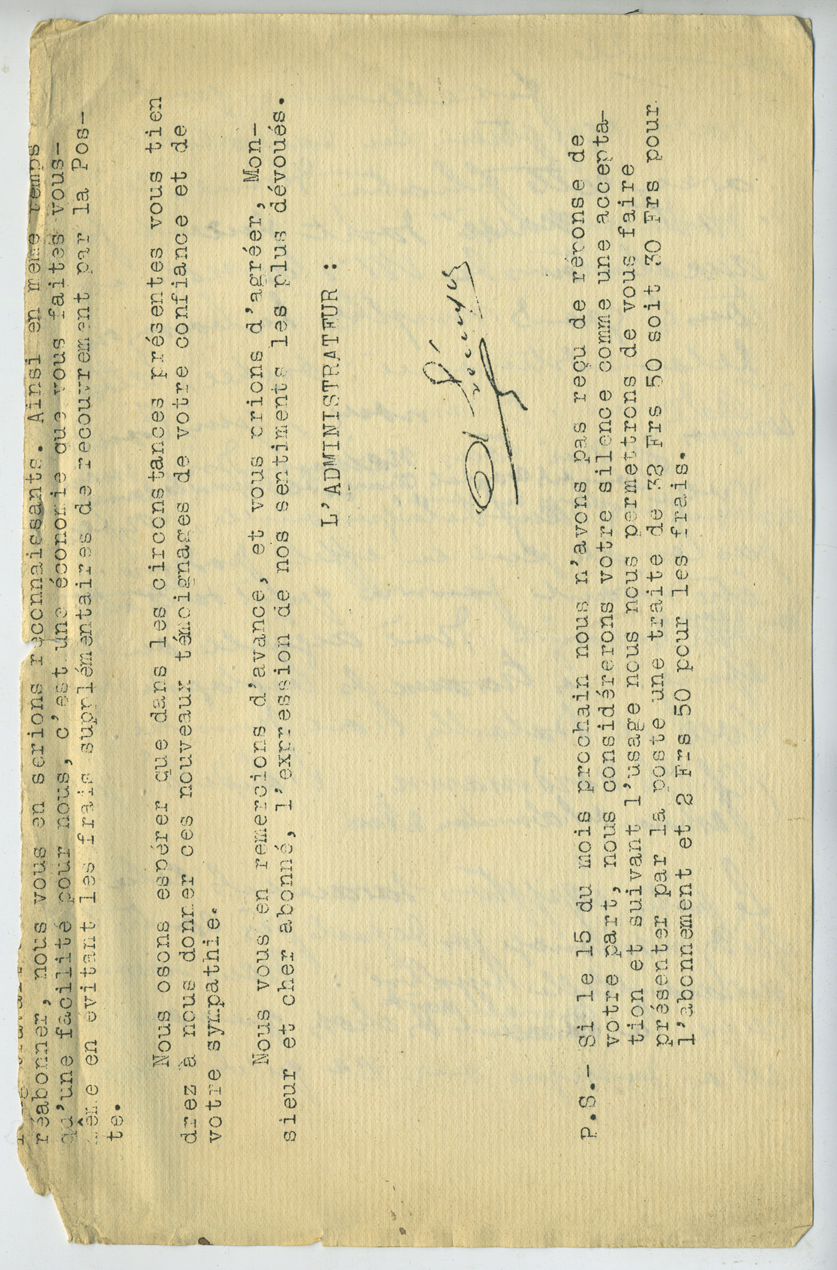 réabonner, nous vous en serions reconnaissants. Ainsi en même temps
qu'une facilité pour nous, c'est une économie que vous faites vous-
même en évitant les frais supplémentaires de recouvrement par la Pos-
te.
Nous osons espérer que dans les circonstances présentes vous tien
drez à nous donner ces nouveaux témoignages de votre confiance et de
votre sympathie.
Nous vous en remercions d'avance, et vous prions d'agréer, Mon-
sieur et cher abonné, l'expression de nos sentiments les plus dévoués.
L'ADMINISTRATEUR :
P.S.- Si le 15 du mois prochain nous n'avons pas reçu de réponse de
votre part, nous considérerons votre silence comme une accepta-
tion et suivant l'usage nous nous permettrons de vous faire
présenter par la poste une traite de 32 Frs 50 soit 30 Frs pour
l'abonnement et 2 Frs 50 pour les frais.